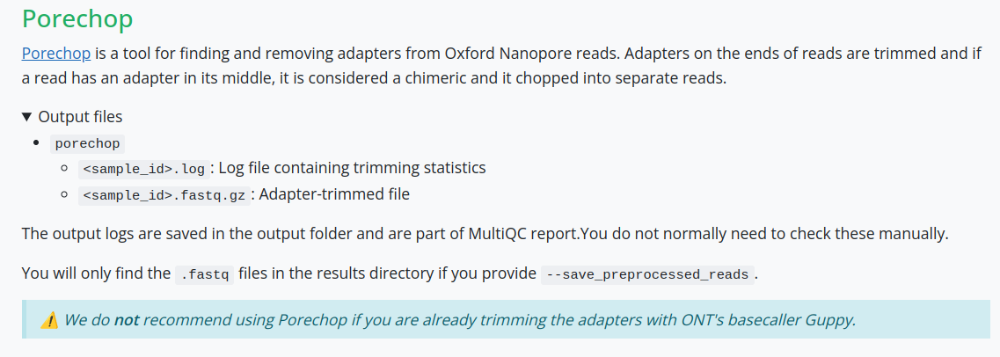 Porechop
Porechop is a tool for finding and removing adapters from Oxford Nanopore reads. Adapters on the ends of reads are trimmed and if
a read has an adapter in its middle, it is considered a chimeric and it chopped into separate reads.
▼ Output files
• porechop
◦ <sample_id>.log : Log file containing trimming statistics
◦ <sample_id>.fastq.gz : Adapter-trimmed file
The output logs are saved in the output folder and are part of MultiQC report.You do not normally need to check these manually.
You will only find the .fastq files in the results directory if you provide --save_preprocessed_reads .
⚠️ We do not recommend using Porechop if you are already trimming the adapters with ONT's basecaller Guppy.